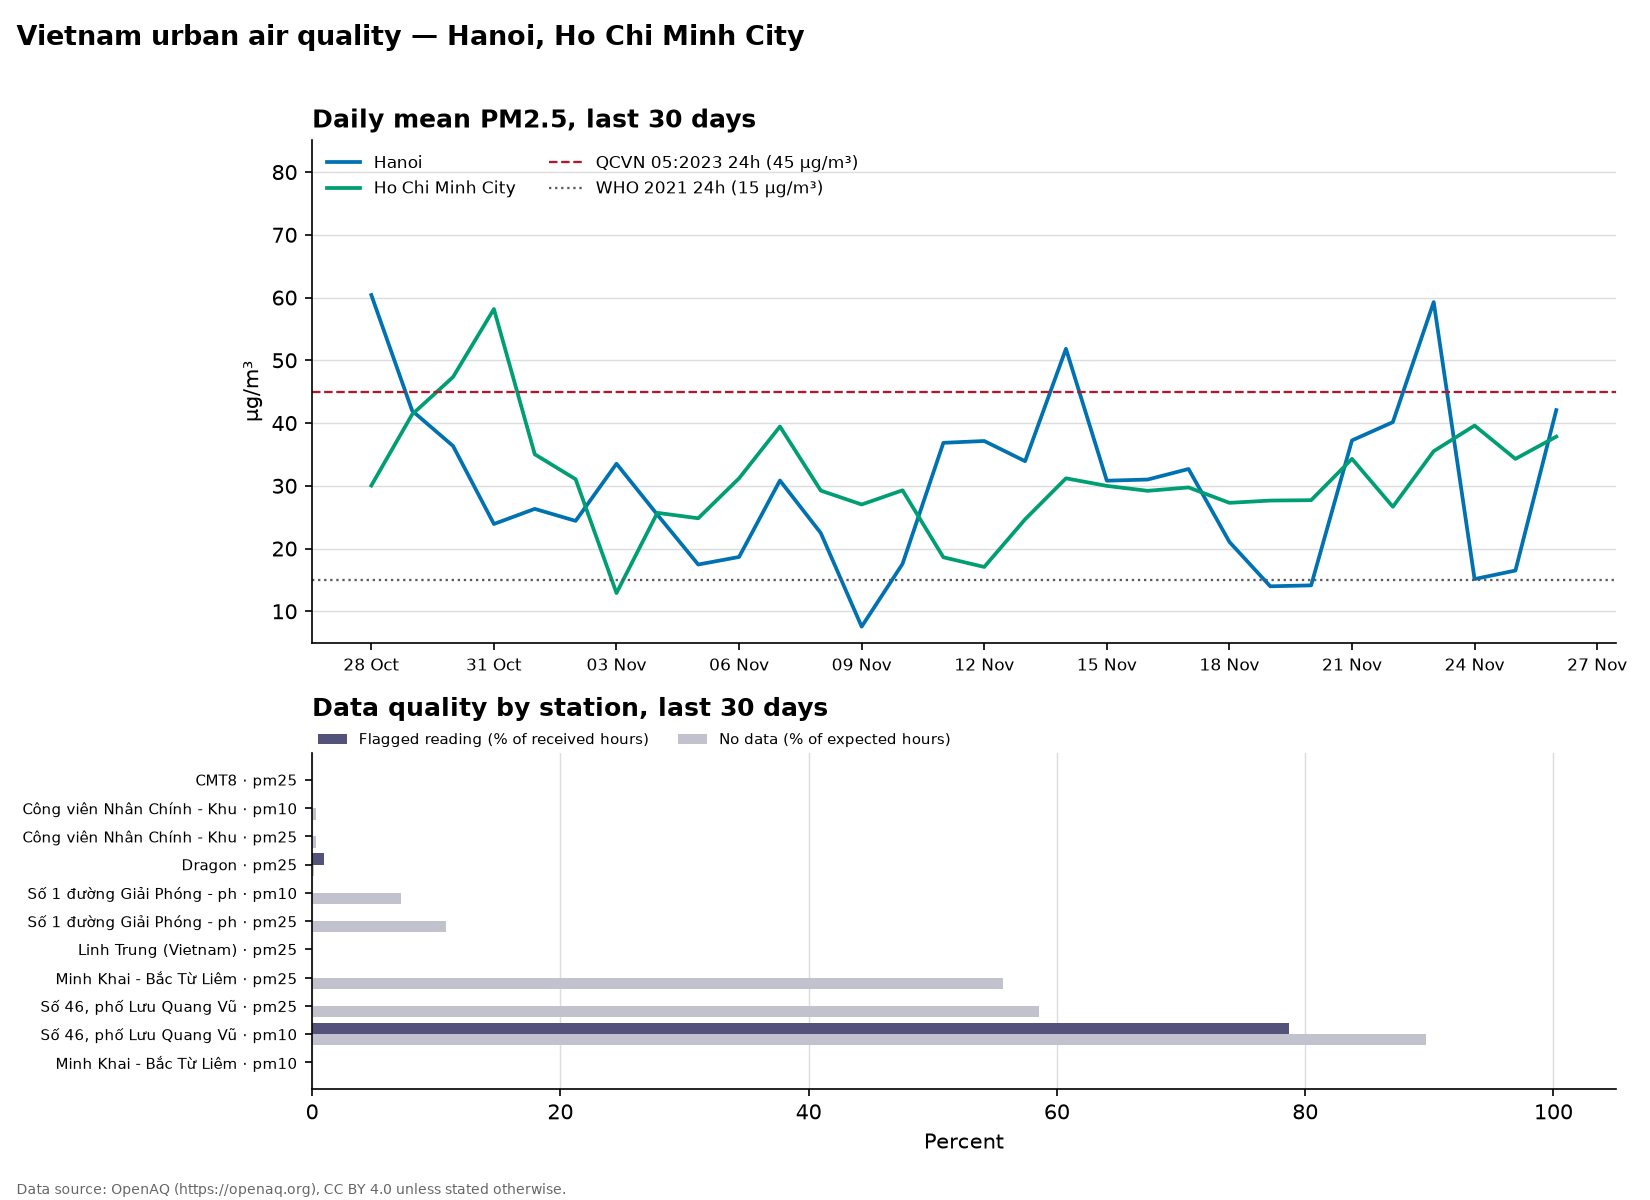 Vietnam urban air quality — Hanoi, Ho Chi Minh City
Daily mean PM2.5, last 30 days
Hanoi
Ho Chi Minh City
QCVN 05:2023 24h (45 µg/m³)
WHO 2021 24h (15 µg/m³)
µg/m³
80
70
60
50
40
30
20
10
28 Oct 31 Oct 03 Nov 06 Nov 09 Nov 12 Nov 15 Nov 18 Nov 21 Nov 24 Nov 27 Nov
Data quality by station, last 30 days
Flagged reading (% of received hours) No data (% of expected hours)
CMT8 · pm25
Công viên Nhân Chính - Khu · pm10
Công viên Nhân Chính - Khu · pm25
Dragon · pm25
Số 1 đường Giải Phóng - ph · pm10
Số 1 đường Giải Phóng - ph · pm25
Linh Trung (Vietnam) · pm25
Minh Khai - Bắc Từ Liêm · pm25
Số 46, phố Lưu Quang Vũ · pm25
Số 46, phố Lưu Quang Vũ · pm10
Minh Khai - Bắc Từ Liêm · pm10
0 20 40 60 80 100
Percent
Data source: OpenAQ (https://openaq.org), CC BY 4.0 unless stated otherwise.